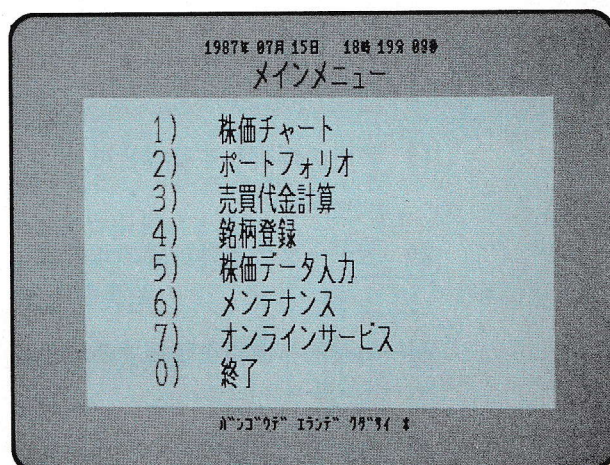 1987年 07月 15日 18時 19分 09秒
メインメニュー
1) 株価チャート
2) ポートフォリオ
3) 売買代金計算
4) 銘柄登録
5) 株価データ入力
6) メンテナンス
7) オンラインサービス
0) 終了
バンゴウデ エランデ クダサイ